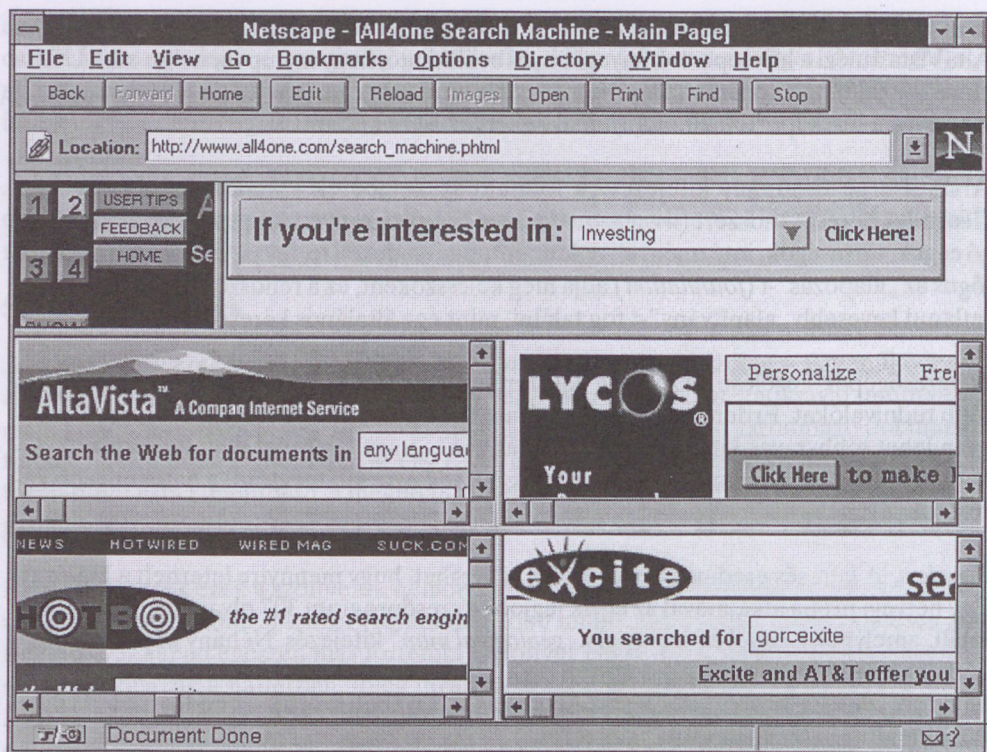 Netscape - [All4one Search Machine - Main Page]
File Edit View Go Bookmarks Options Directory Window Help
Back Forward Home Edit Reload Images Open Print Find Stop
Location: http://www.all4one.com/search_machine.phtml
N
1 2 USER TIPS A
FEEDBACK
3 4 HOME Se
If you're interested in: Investing Click Here!
AltaVista™ A Compaq Internet Service
Search the Web for documents in any langua
LYCOS®
Your
Personalize Fre
Click Here to make
NEWS HOTWIRED WIRED MAG SUCK.COM
HOTBOT the #1 rated search engin
excite sea
You searched for gorceixite
Excite and AT&T offer you
Document: Done